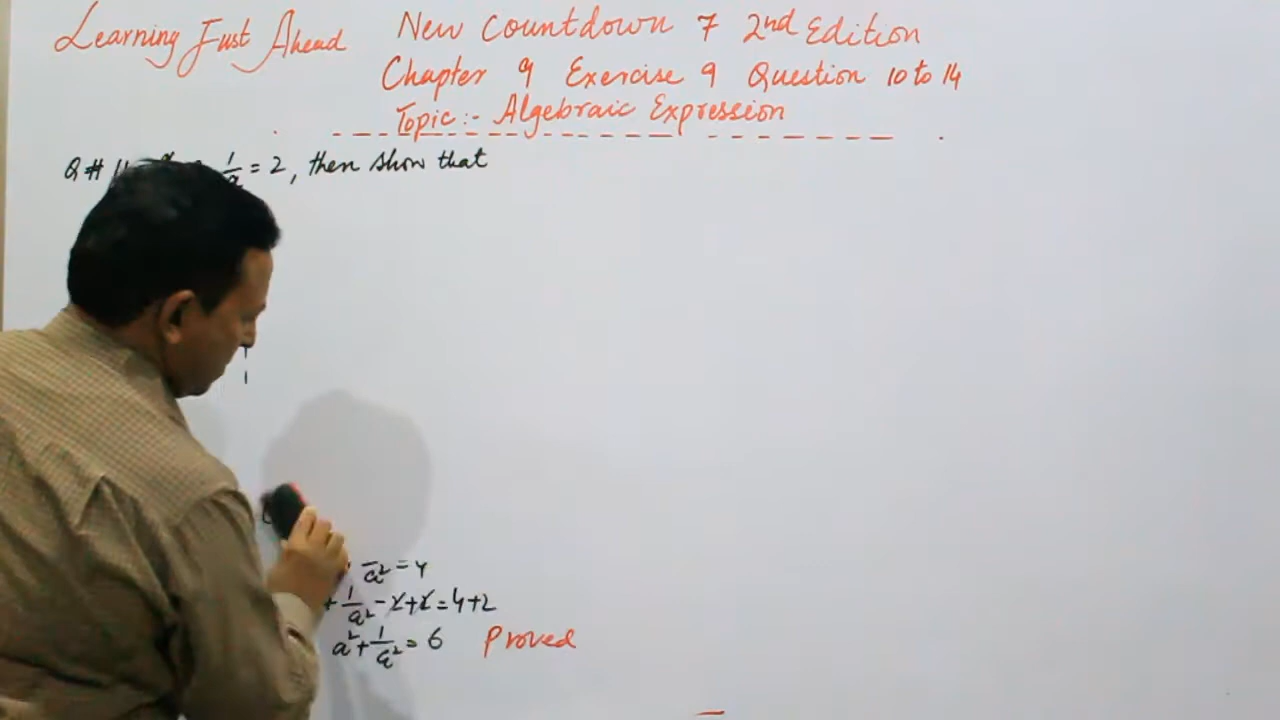 Learning Just Ahead New Countdown 7 2nd Edition
Chapter 9 Exercise 9 Question 10 to 14
Topic :- Algebraic Expression
Q # 1/a = 2, then show that
a² = 4
+ 1/a² - 2 + 2 = 4 + 2
a² + 1/a² = 6 Proved